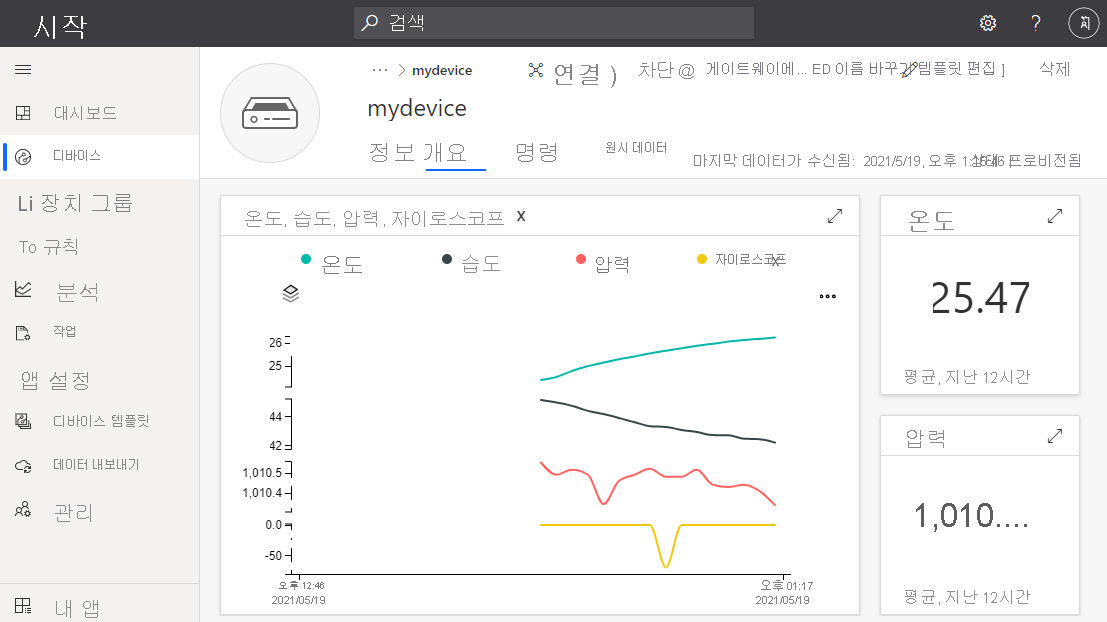 시작
검색
?
대시보드
디바이스
Li 장치 그룹
To 규칙
분석
작업
앱 설정
디바이스 템플릿
데이터 내보내기
관리
내 앱
··· > mydevice
연결 )
차단 @
게이트웨이에... ED 이름 바꾸기 템플릿 편집 ]
삭제
mydevice
정보 개요
명령
원시 데이터
마지막 데이터가 수신됨: 2021/5/19, 오후 프로비전됨
온도, 습도, 압력, 자이로스코프 X
온도
습도
압력
자이로스코프 X
26
25
44
42
1,010.5
1,010.4
0.0
-50
오후 12:46
2021/05/19
오후 01:17
2021/05/19
온도
25.47
평균, 지난 12시간
압력
1,010....
평균, 지난 12시간